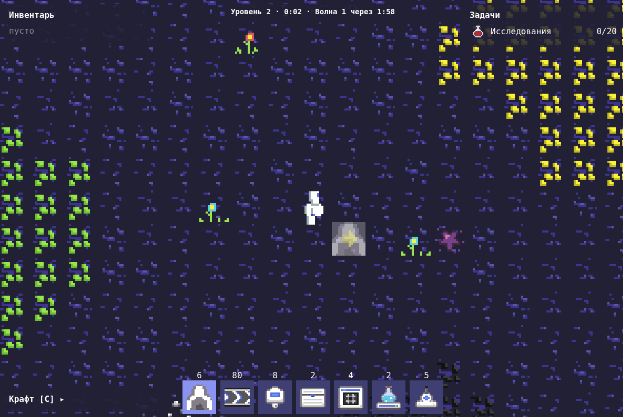 Инвентарь
пусто
Уровень 2 · 0:02 · Волна 1 через 1:58
Задачи
Исследования 0/20
6 80 8 2 4 2 5
Крафт [C] ▸